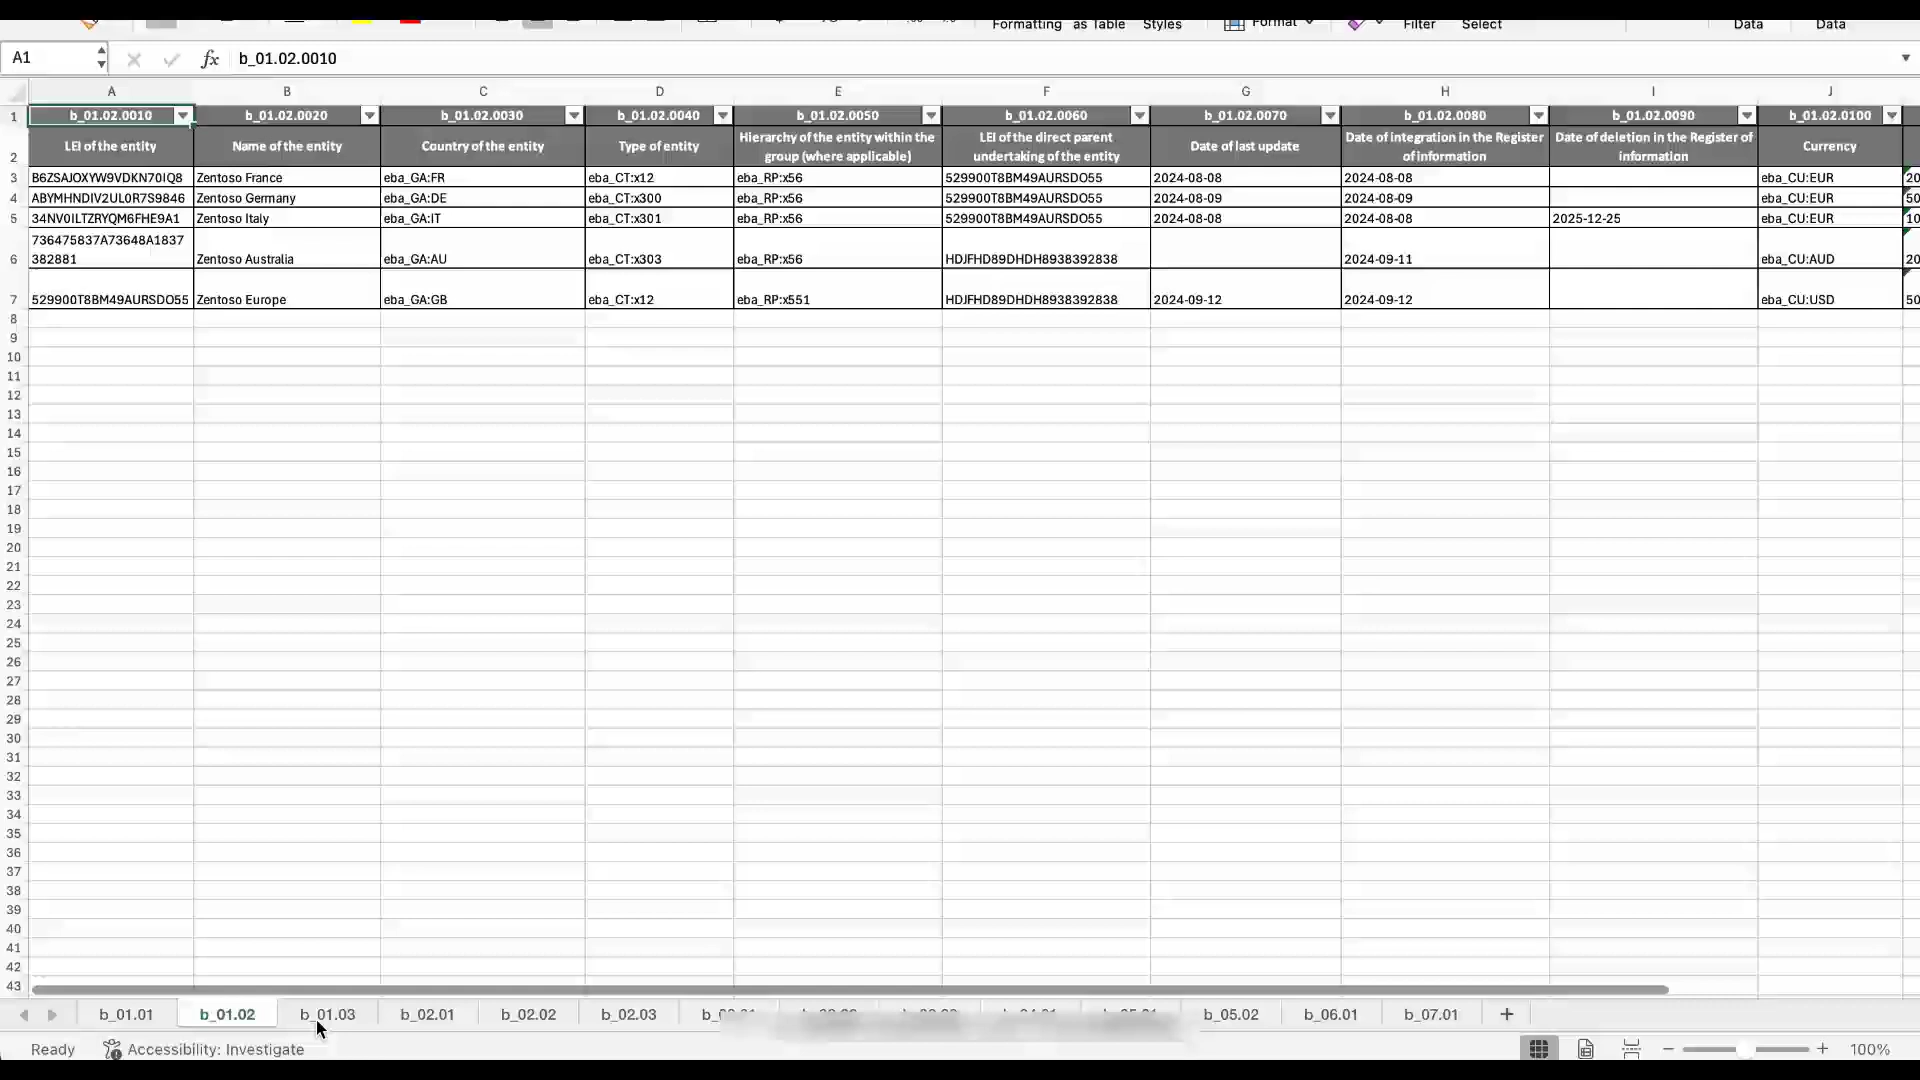 Formatting as Table Styles Format Filter Select Data Data
A1 fx b_01.02.0010
A B C D E F G H I J
1 b_01.02.0010 b_01.02.0020 b_01.02.0030 b_01.02.0040 b_01.02.0050 b_01.02.0060 b_01.02.0070 b_01.02.0080 b_01.02.0090 b_01.02.0100
Hierarchy of the entity within the LEI of the direct parent Date of integration in the Register Date of deletion in the Register of
2 LEI of the entity Name of the entity Country of the entity Type of entity group (where applicable) undertaking of the entity Date of last update of information information Currency
3 B6ZSAJOXYW9VDKN70IQ8 Zentoso France eba_GA:FR eba_CT:x12 eba_RP:x56 529900T8BM49AURSDO55 2024-08-08 2024-08-08 eba_CU:EUR 20
4 ABYMHNDIV2UL0R7S9846 Zentoso Germany eba_GA:DE eba_CT:x300 eba_RP:x56 529900T8BM49AURSDO55 2024-08-09 2024-08-09 eba_CU:EUR 50
5 34NV0ILTZRYQM6FHE9A1 Zentoso Italy eba_GA:IT eba_CT:x301 eba_RP:x56 529900T8BM49AURSDO55 2024-08-08 2024-08-08 2025-12-25 eba_CU:EUR 10
736475837A73648A1837
6 382881 Zentoso Australia eba_GA:AU eba_CT:x303 eba_RP:x56 HDJFHD89DHDH8938392838 2024-09-11 eba_CU:AUD 20
7 529900T8BM49AURSDO55 Zentoso Europe eba_GA:GB eba_CT:x12 eba_RP:x551 HDJFHD89DHDH8938392838 2024-09-12 2024-09-12 eba_CU:USD 50
8
9
10
11
12
13
14
15
16
17
18
19
20
21
22
23
24
25
26
27
28
29
30
31
32
33
34
35
36
37
38
39
40
41
42
43
b_01.01 b_01.02 b_01.03 b_02.01 b_02.02 b_02.03 b_05.02 b_06.01 b_07.01 +
Ready Accessibility: Investigate 100%